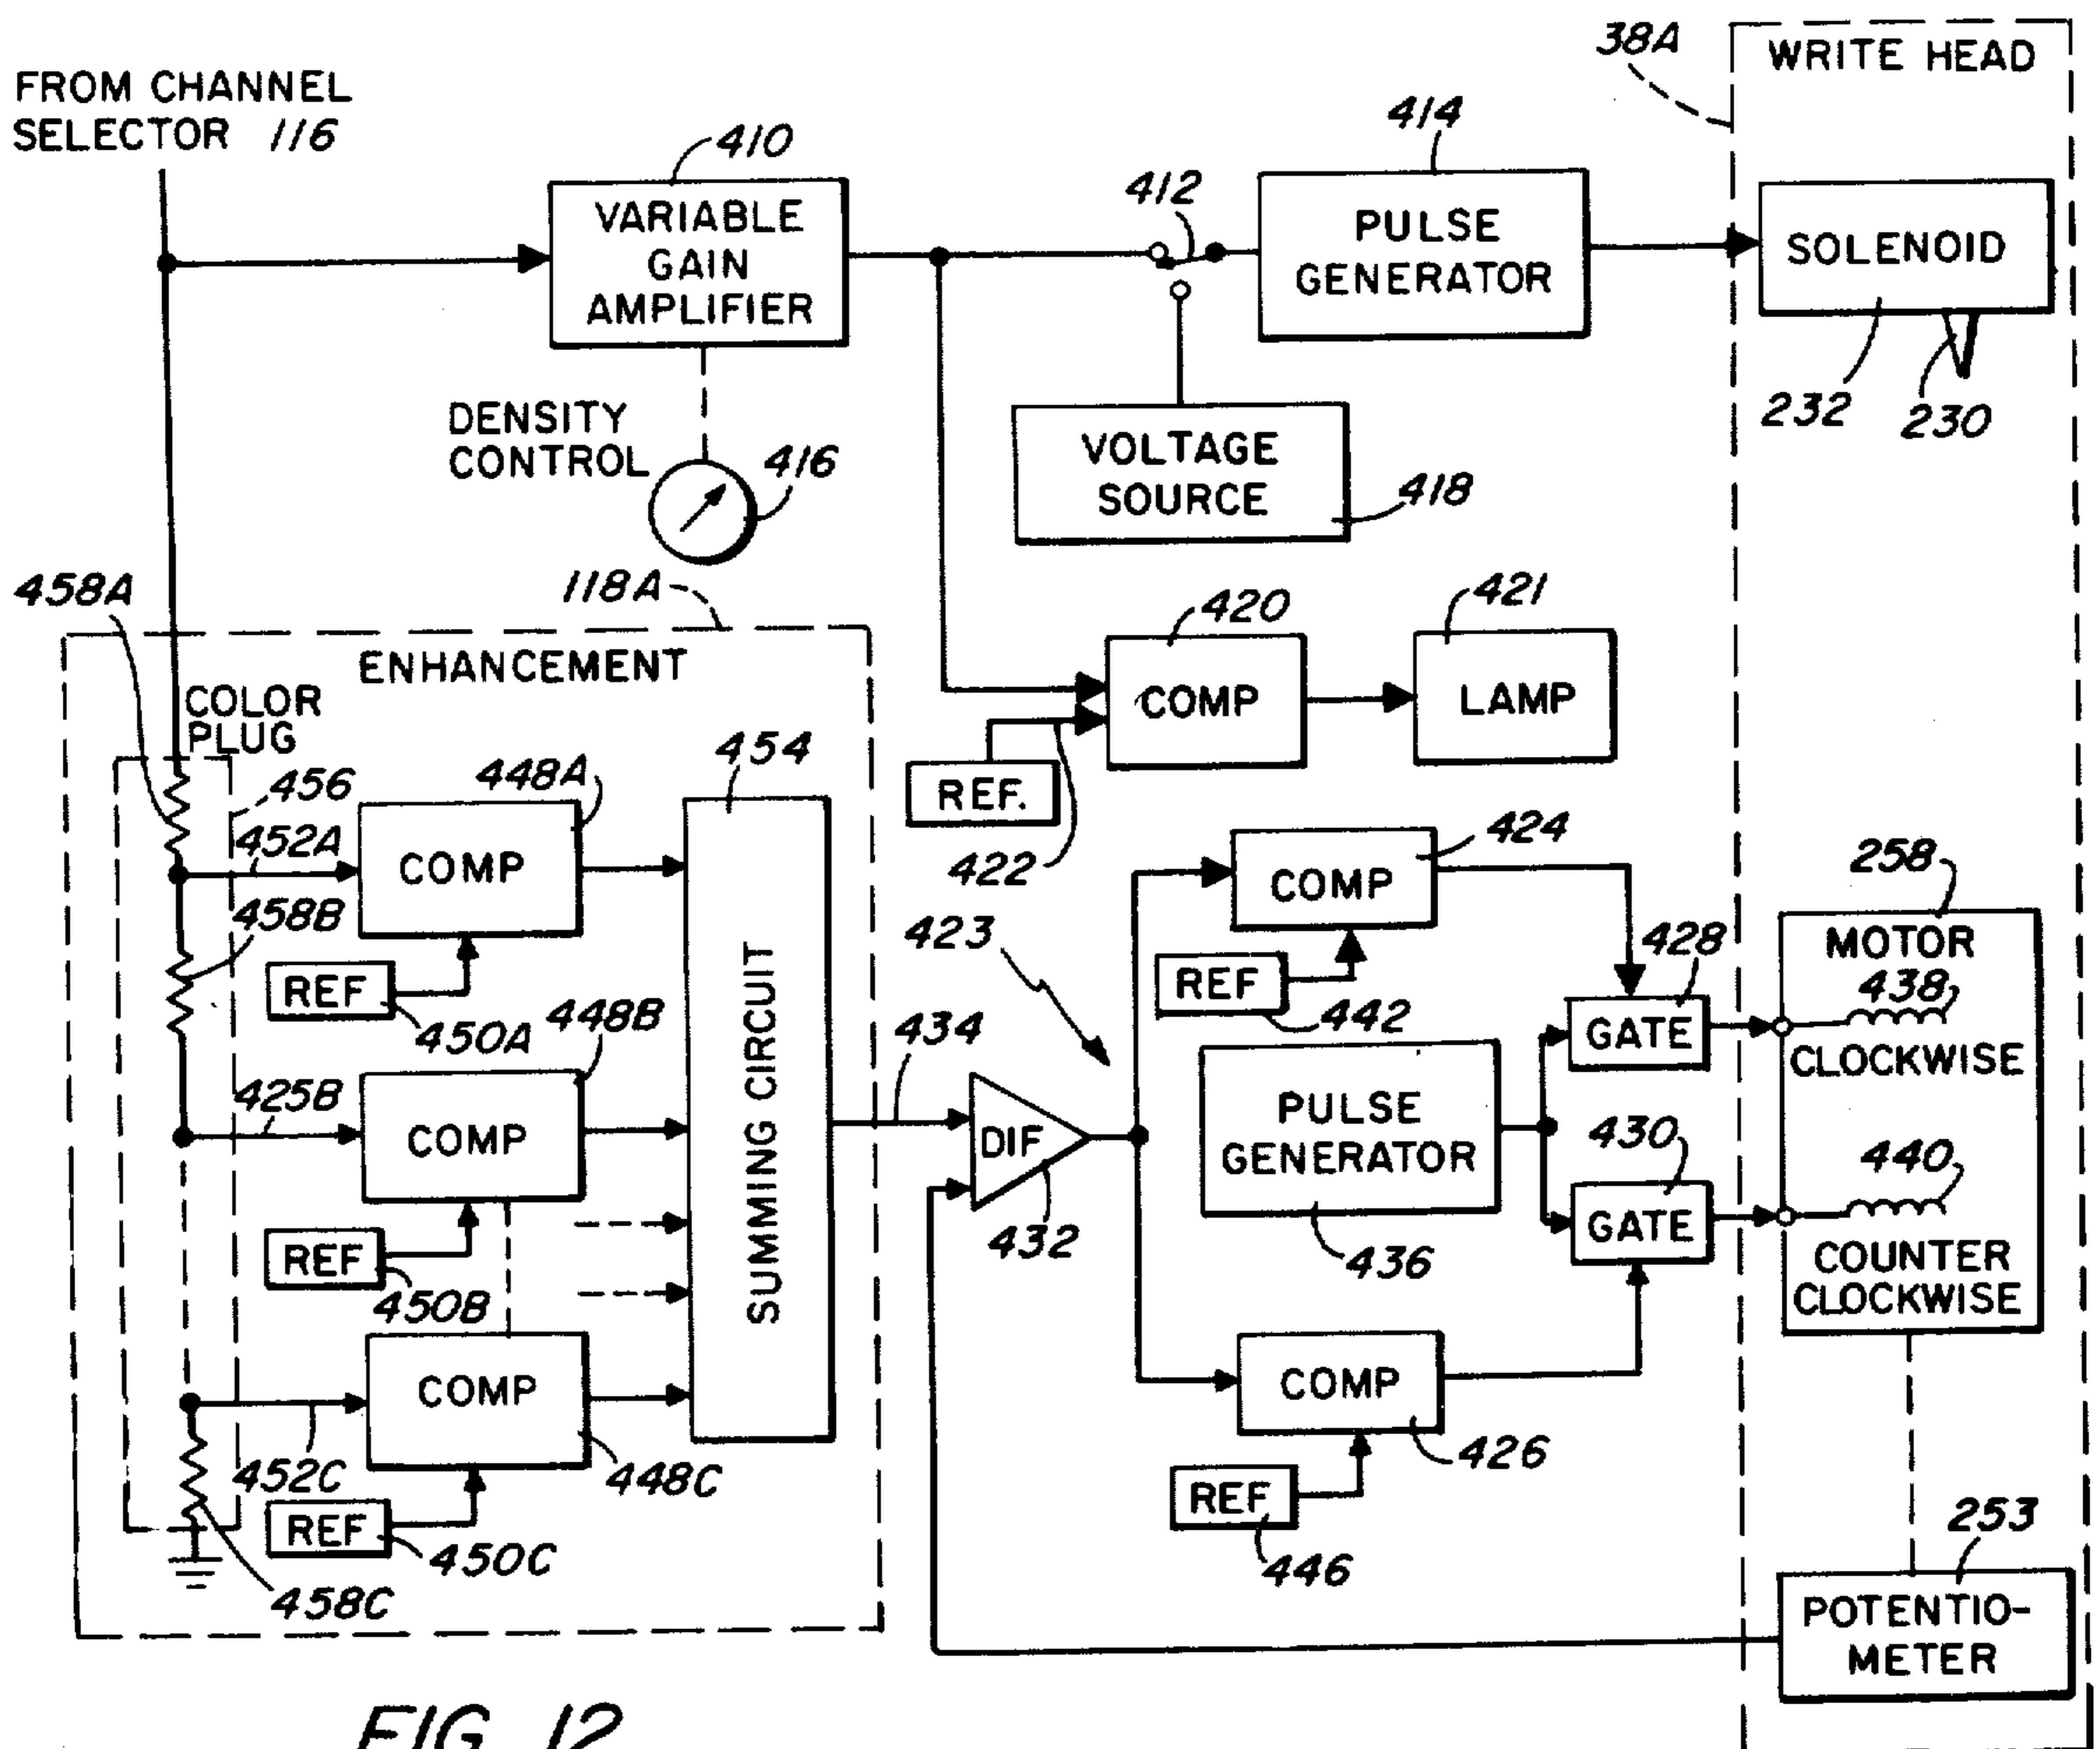 38A
WRITE HEAD
FROM CHANNEL
SELECTOR 116
410
VARIABLE
GAIN
AMPLIFIER
412
414
PULSE
GENERATOR
SOLENOID
232
230
DENSITY
CONTROL
416
VOLTAGE
SOURCE
418
458A
118A
ENHANCEMENT
COLOR
PLUG
456
452A
458B
448A
COMP
REF
450A
448B
425B
COMP
REF
450B
COMP
452C
448C
REF
450C
458C
454
SUMMING CIRCUIT
434
420
COMP
421
LAMP
REF.
422
423
COMP
424
REF
442
DIF
432
PULSE
GENERATOR
436
428
GATE
430
GATE
COMP
426
REF
446
258
MOTOR
438
CLOCKWISE
440
COUNTER
CLOCKWISE
253
POTENTIO-
METER
FIG. 12